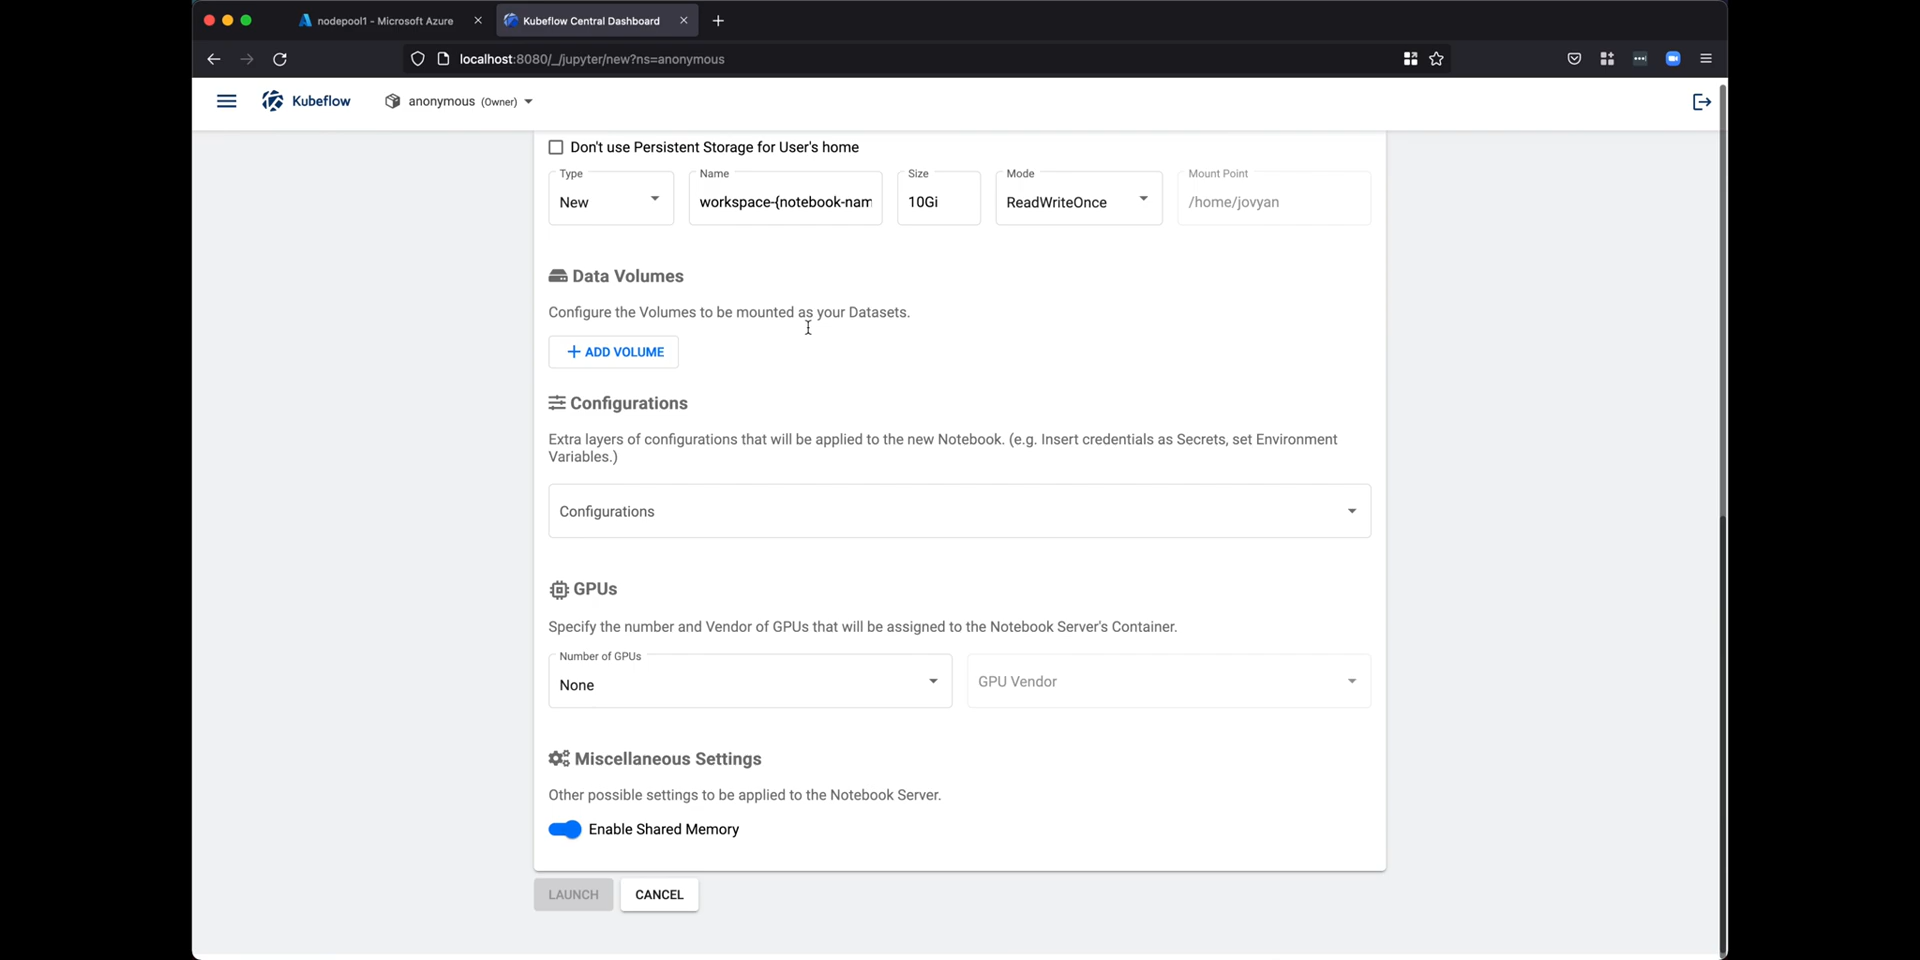 nodepool1 - Microsoft Azure
Kubeflow Central Dashboard
localhost:8080/_/jupyter/new?ns=anonymous
Kubeflow
anonymous (Owner)
Don't use Persistent Storage for User's home
Type
Name
Size
Mode
Mount Point
New
workspace-{notebook-nam
10Gi
ReadWriteOnce
/home/jovyan
Data Volumes
Configure the Volumes to be mounted as your Datasets.
+ ADD VOLUME
Configurations
Extra layers of configurations that will be applied to the new Notebook. (e.g. Insert credentials as Secrets, set Environment
Variables.)
Configurations
GPUs
Specify the number and Vendor of GPUs that will be assigned to the Notebook Server's Container.
Number of GPUs
None
GPU Vendor
Miscellaneous Settings
Other possible settings to be applied to the Notebook Server.
Enable Shared Memory
LAUNCH
CANCEL